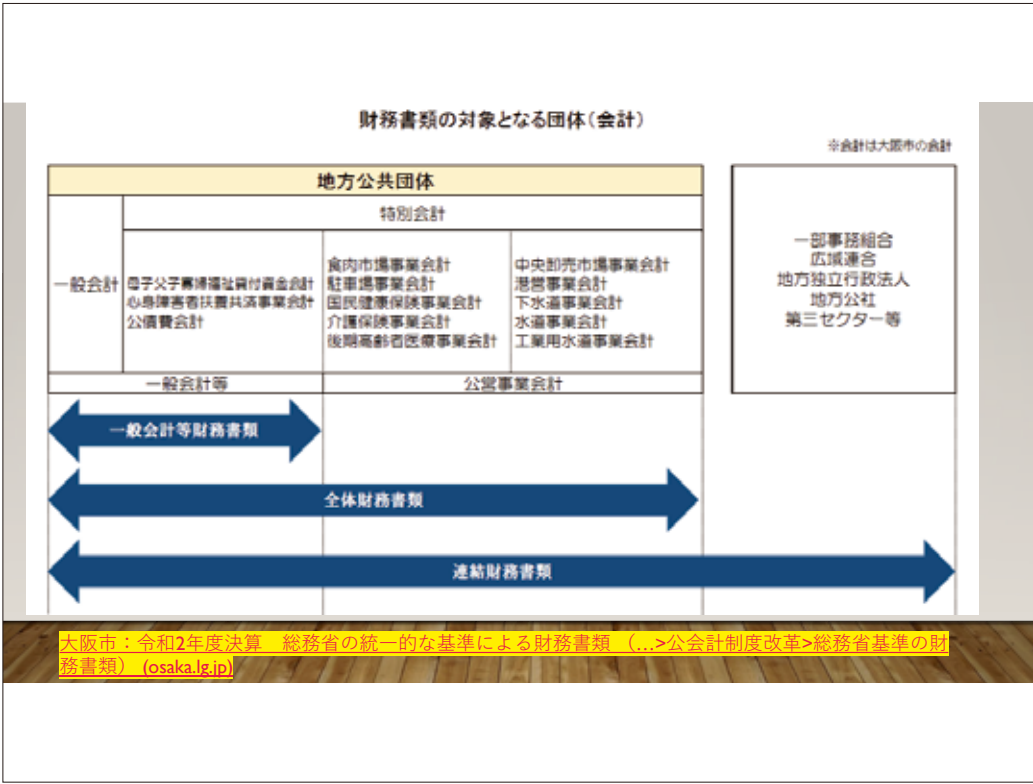 財務書類の対象となる団体(会計)
※会計は大阪市の会計
地方公共団体
特別会計
一般会計
母子父子寡婦福祉貸付資金会計
心身障害者扶養共済事業会計
公債費会計
食肉市場事業会計
駐車場事業会計
国民健康保険事業会計
介護保険事業会計
後期高齢者医療事業会計
中央卸売市場事業会計
港営事業会計
下水道事業会計
水道事業会計
工業用水道事業会計
一部事務組合
広域連合
地方独立行政法人
地方公社
第三セクター等
一般会計等
公営事業会計
一般会計等財務書類
全体財務書類
連結財務書類
大阪市：令和2年度決算 総務省の統一的な基準による財務書類 （…>公会計制度改革>総務省基準の財
務書類） (osaka.lg.jp)